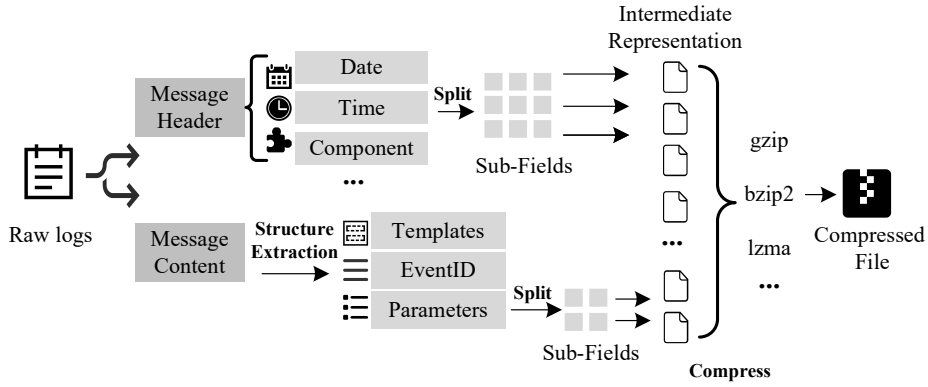 Intermediate
Representation
Raw logs
Message
Header
Date
Time
Component
...
Split
Sub-Fields
Message
Content
Structure
Extraction
Templates
EventID
Parameters
Split
Sub-Fields
...
gzip
bzip2
lzma
...
Compress
Compressed
File